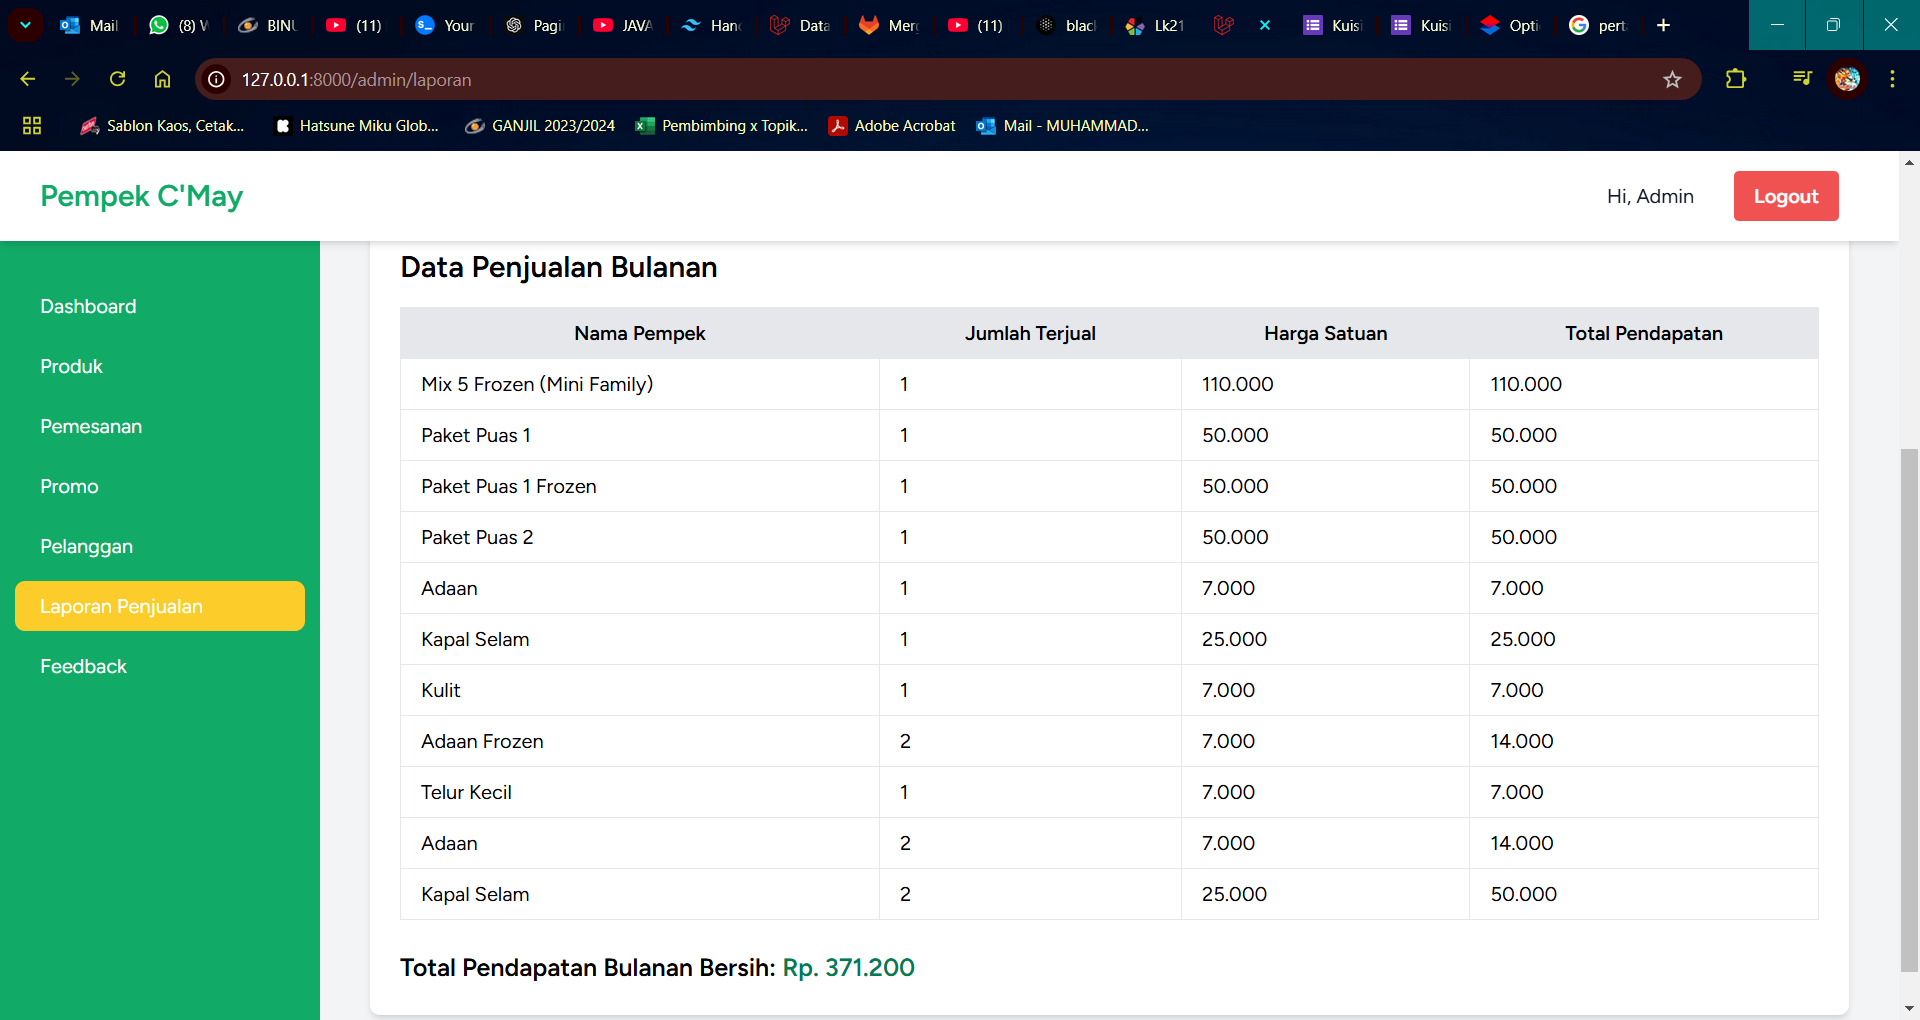 Mail (8) W BINU (11) Your Pagi JAVA Hand Data Merg (11) blac Lk21 Kuisi Kuisi Opti pert
127.0.0.1:8000/admin/laporan
Sablon Kaos, Cetak... Hatsune Miku Glob... GANJIL 2023/2024 Pembimbing x Topik... Adobe Acrobat Mail - MUHAMMAD...
Pempek C'May Hi, Admin Logout
Dashboard
Produk
Pemesanan
Promo
Pelanggan
Laporan Penjualan
Feedback
Data Penjualan Bulanan
Nama Pempek Jumlah Terjual Harga Satuan Total Pendapatan
Mix 5 Frozen (Mini Family) 1 110.000 110.000
Paket Puas 1 1 50.000 50.000
Paket Puas 1 Frozen 1 50.000 50.000
Paket Puas 2 1 50.000 50.000
Adaan 1 7.000 7.000
Kapal Selam 1 25.000 25.000
Kulit 1 7.000 7.000
Adaan Frozen 2 7.000 14.000
Telur Kecil 1 7.000 7.000
Adaan 2 7.000 14.000
Kapal Selam 2 25.000 50.000
Total Pendapatan Bulanan Bersih: Rp. 371.200